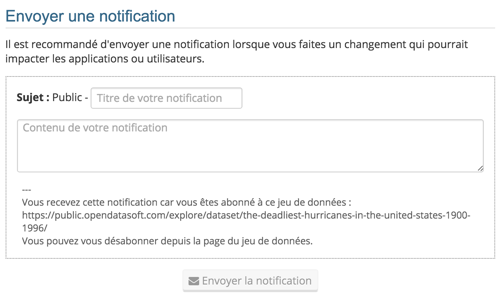 Envoyer une notification
Il est recommandé d'envoyer une notification lorsque vous faites un changement qui pourrait
impacter les applications ou utilisateurs.
Sujet : Public - Titre de votre notification
Contenu de votre notification
---
Vous recevez cette notification car vous êtes abonné à ce jeu de données :
https://public.opendatasoft.com/explore/dataset/the-deadliest-hurricanes-in-the-united-states-1900-
1996/
Vous pouvez vous désabonner depuis la page du jeu de données.
Envoyer la notification